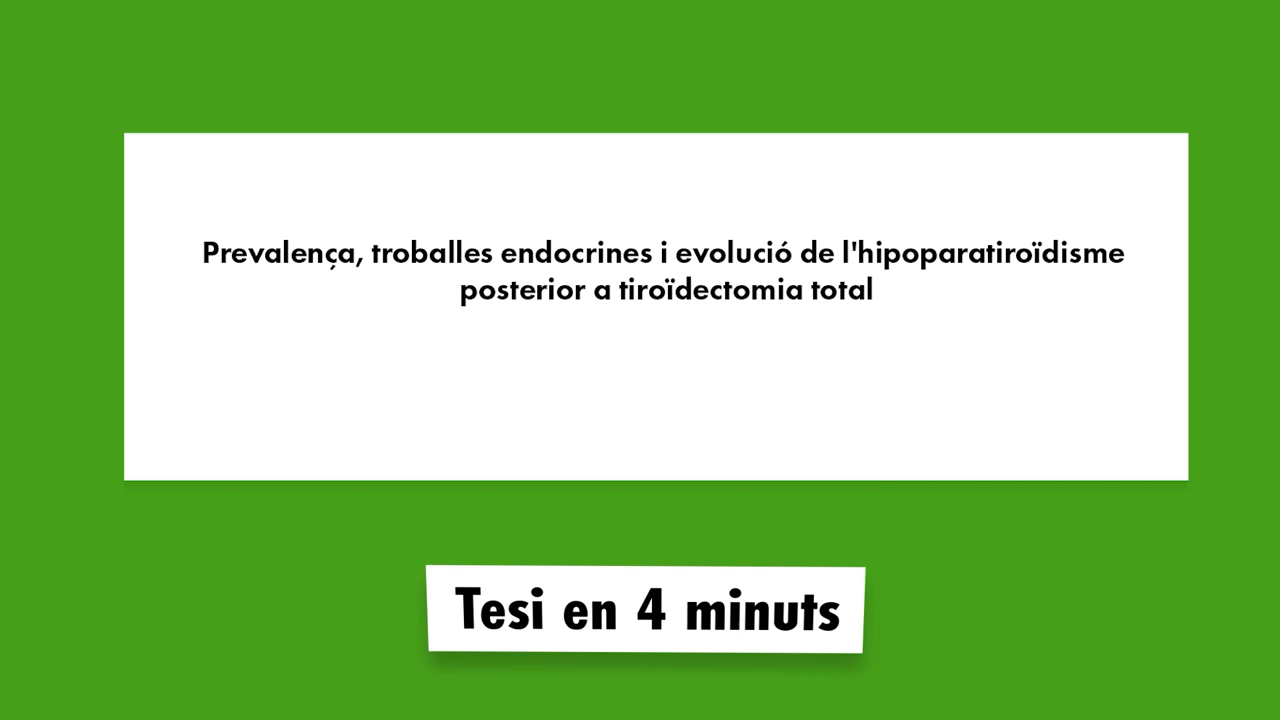 Prevalença, troballes endocrines i evolució de l'hipoparatiroïdisme
posterior a tiroïdectomia total
Tesi en 4 minuts